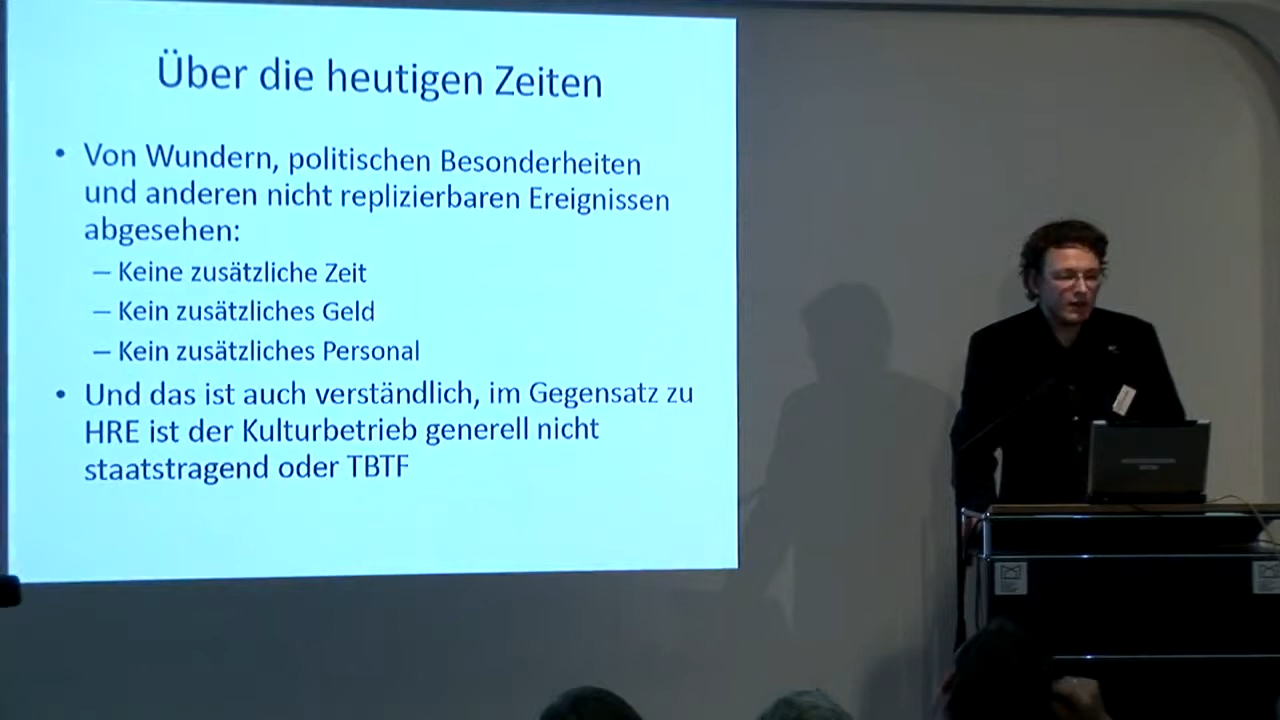 Über die heutigen Zeiten
• Von Wundern, politischen Besonderheiten
und anderen nicht replizierbaren Ereignissen
abgesehen:
– Keine zusätzliche Zeit
– Kein zusätzliches Geld
– Kein zusätzliches Personal
• Und das ist auch verständlich, im Gegensatz zu
HRE ist der Kulturbetrieb generell nicht
staatstragend oder TBTF